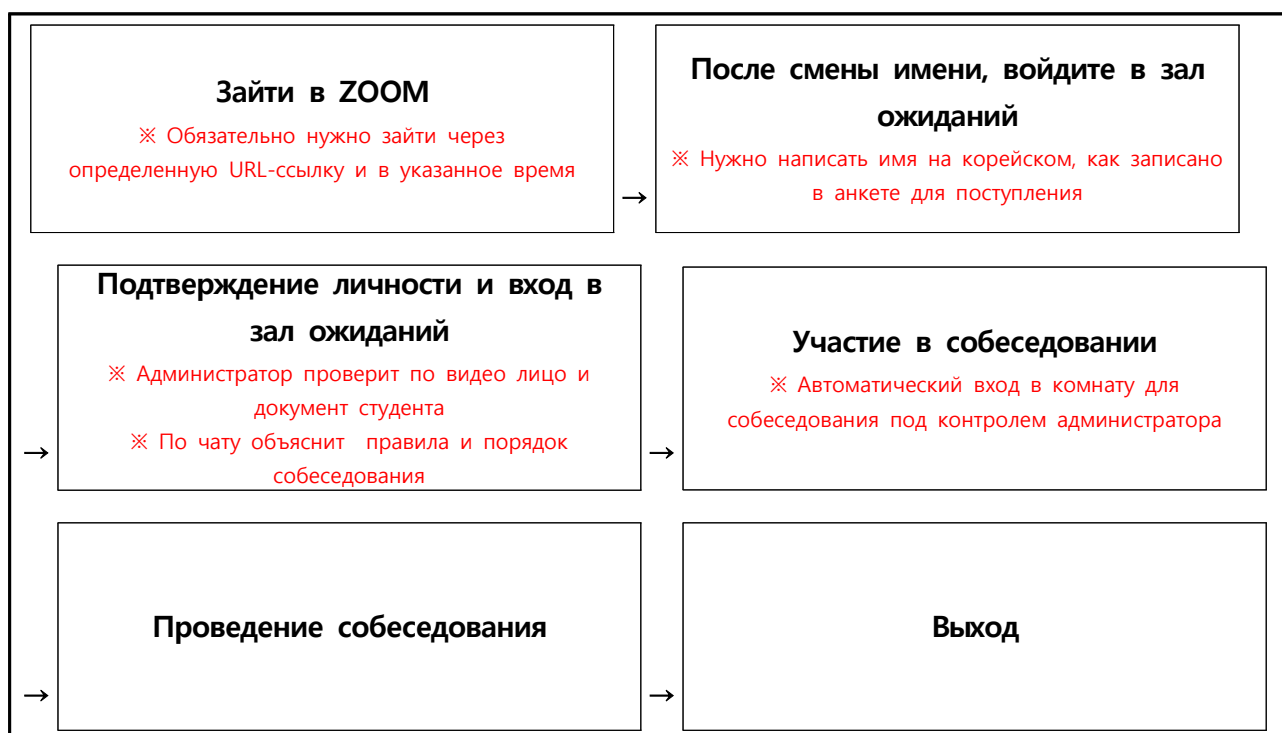 Зайти в ZOOM
※ Обязательно нужно зайти через
определенную URL-ссылку и в указанное время
→
После смены имени, войдите в зал
ожиданий
※ Нужно написать имя на корейском, как записано
в анкете для поступления
→
Подтверждение личности и вход в
зал ожиданий
※ Администратор проверит по видео лицо и
документ студента
※ По чату объяснит правила и порядок
собеседования
→
Участие в собеседовании
※ Автоматический вход в комнату для
собеседования под контролем администратора
→
Проведение собеседования
→
Выход